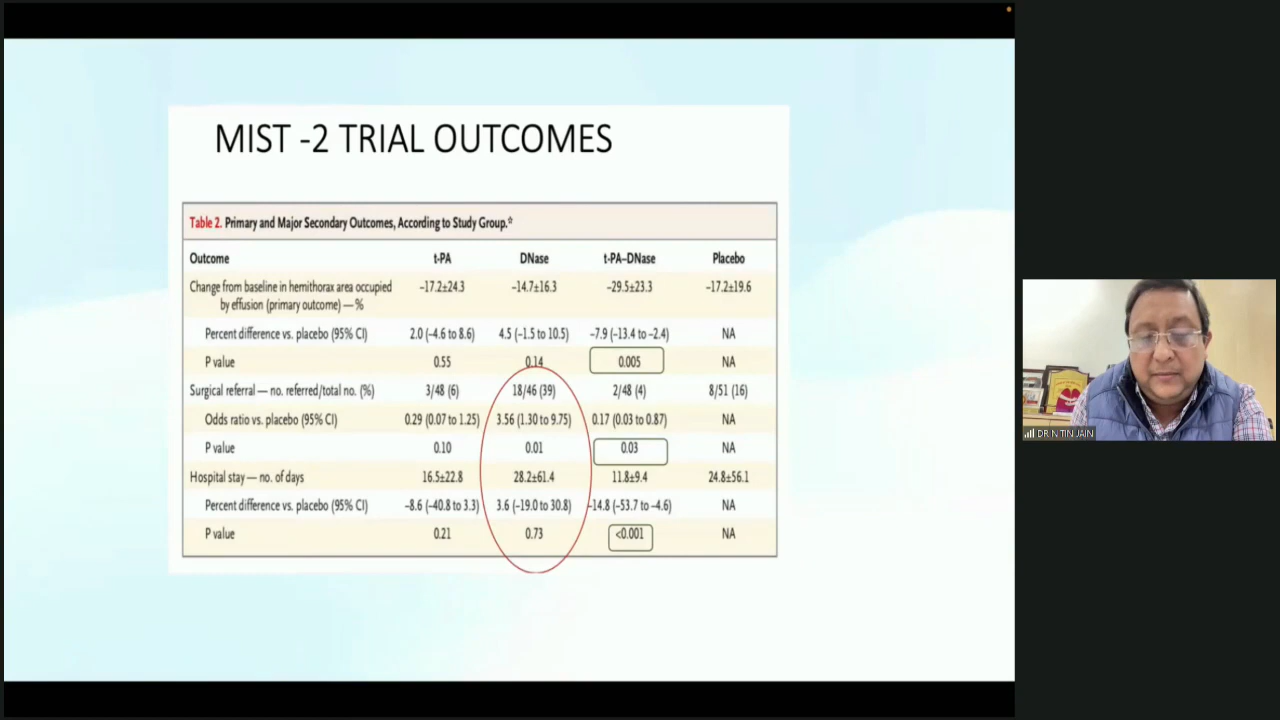 MIST -2 TRIAL OUTCOMES
Table 2. Primary and Major Secondary Outcomes, According to Study Group.*
Outcome t-PA DNase t-PA–DNase Placebo
Change from baseline in hemithorax area occupied by effusion (primary outcome) — % –17.2±24.3 –14.7±16.3 –29.5±23.3 –17.2±19.6
Percent difference vs. placebo (95% CI) 2.0 (–4.6 to 8.6) 4.5 (–1.5 to 10.5) –7.9 (–13.4 to –2.4) NA
P value 0.55 0.14 0.005 NA
Surgical referral — no. referred/total no. (%) 3/48 (6) 18/46 (39) 2/48 (4) 8/51 (16)
Odds ratio vs. placebo (95% CI) 0.29 (0.07 to 1.25) 3.56 (1.30 to 9.75) 0.17 (0.03 to 0.87) NA
P value 0.10 0.01 0.03 NA
Hospital stay — no. of days 16.5±22.8 28.2±61.4 11.8±9.4 24.8±56.1
Percent difference vs. placebo (95% CI) –8.6 (–40.8 to 3.3) 3.6 (–19.0 to 30.8) –14.8 (–53.7 to –4.6) NA
P value 0.21 0.73 <0.001 NA
DR NITIN JAIN